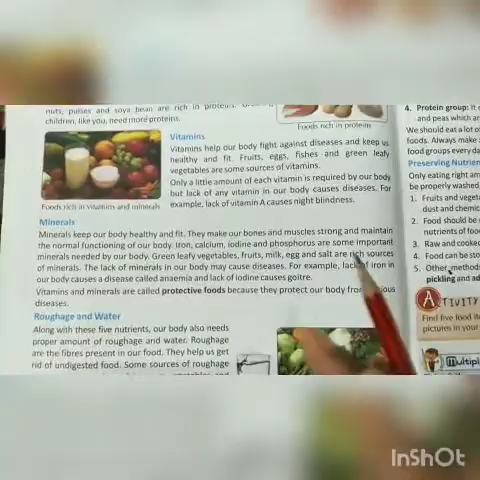 nuts, pulses and soya bean are rich in proteins.
children, like you, need more proteins.
Foods rich in proteins
Vitamins
Vitamins help our body fight against diseases and keep us
healthy and fit. Fruits, eggs, fishes and green leafy
vegetables are some sources of vitamins.
Only a little amount of each vitamin is required by our body
but lack of any vitamin in our body causes diseases. For
example, lack of vitamin A causes night blindness.
Foods rich in vitamins and minerals
Minerals
Minerals keep our body healthy and fit. They make our bones and muscles strong and maintain
the normal functioning of our body. Iron, calcium, iodine and phosphorus are some important
minerals needed by our body. Green leafy vegetables, fruits, milk, egg and salt are rich sources
of minerals. The lack of minerals in our body may cause diseases. For example, lack of iron in
our body causes a disease called anaemia and lack of iodine causes goitre.
Vitamins and minerals are called protective foods because they protect our body from
diseases.
Roughage and Water
Along with these five nutrients, our body also needs
proper amount of roughage and water. Roughage
are the fibres present in our food. They help us get
rid of undigested food. Some sources of roughage
4. Protein group: It
and peas which ar
We should eat a lot o
foods. Always make
food groups every da
Preserving Nutrien
Only eating right am
be properly washed
1. Fruits and veget
dust and chemic
2. Food should be
nutrients of foo
3. Raw and cooked
4. Food can be sto
5. Other methods
pickling and ad
ACTIVITY
Find five food it
pictures in your
Multipl
InShOt